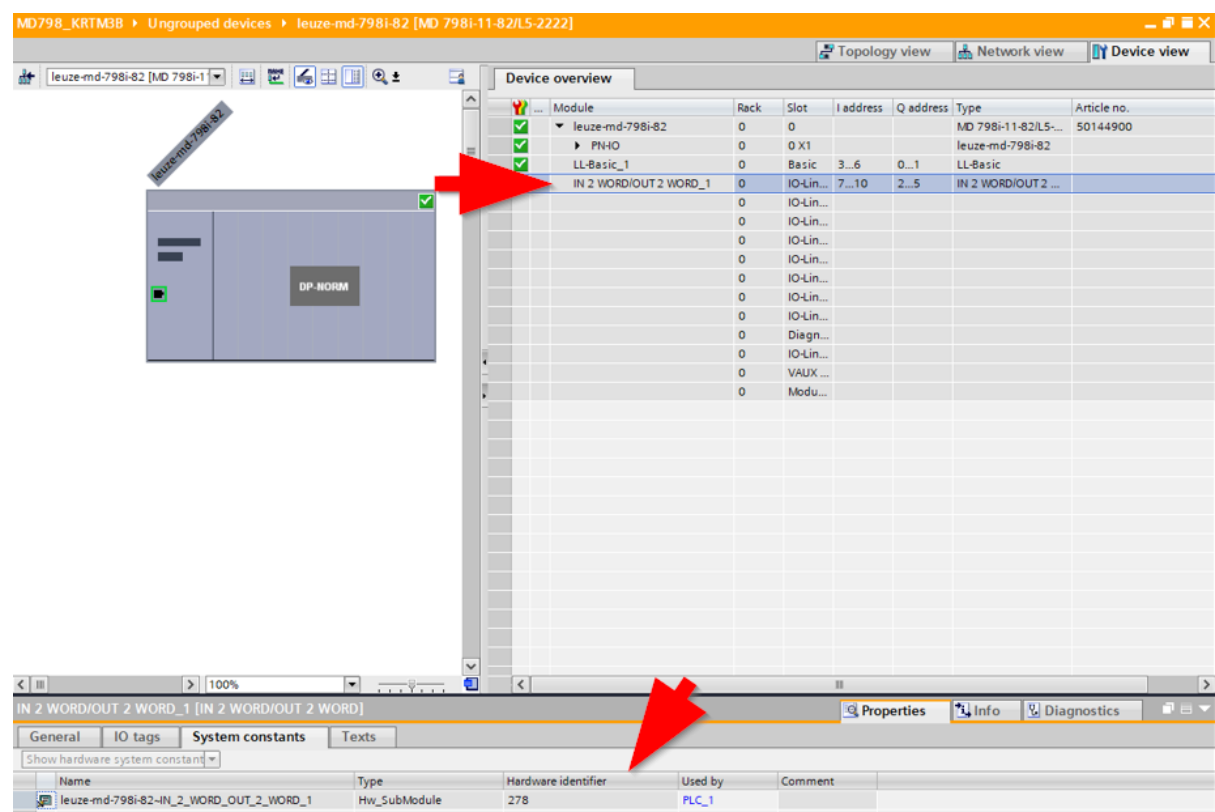 MD798_KRTM3B ▸ Ungrouped devices ▸ leuze-md-798i-82 [MD 798i-11-82/L5-2222]
Topology view Network view Device view
leuze-md-798i-82 [MD 798i-1
Device overview
leuze-md-798i-82
... Module Rack Slot I address Q address Type Article no.
leuze-md-798i-82 0 0 MD 798i-11-82/L5-... 50144900
PN-IO 0 0 X1 leuze-md-798i-82
LL-Basic_1 0 Basic 3...6 0...1 LL-Basic
IN 2 WORD/OUT 2 WORD_1 0 IO-Lin... 7...10 2...5 IN 2 WORD/OUT 2 ...
0 IO-Lin...
0 IO-Lin...
0 IO-Lin...
0 IO-Lin...
0 IO-Lin...
0 IO-Lin...
0 IO-Lin...
0 Diagn...
0 IO-Lin...
0 VAUX ...
0 Modu...
DP-NORM
100%
IN 2 WORD/OUT 2 WORD_1 [IN 2 WORD/OUT 2 WORD]
Properties Info Diagnostics
General IO tags System constants Texts
Show hardware system constant
Name Type Hardware identifier Used by Comment
leuze-md-798i-82~IN_2_WORD_OUT_2_WORD_1 Hw_SubModule 278 PLC_1